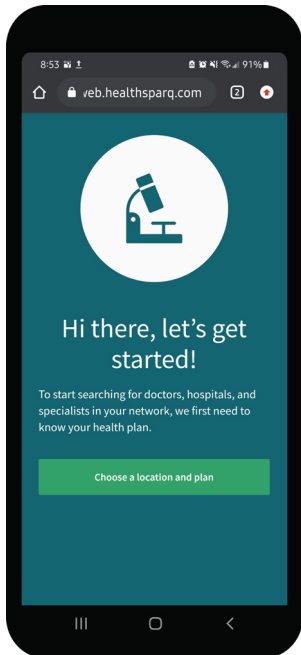 8:53
91%
veb.healthsparq.com
2
Hi there, let's get
started!
To start searching for doctors, hospitals, and
specialists in your network, we first need to
know your health plan.
Choose a location and plan